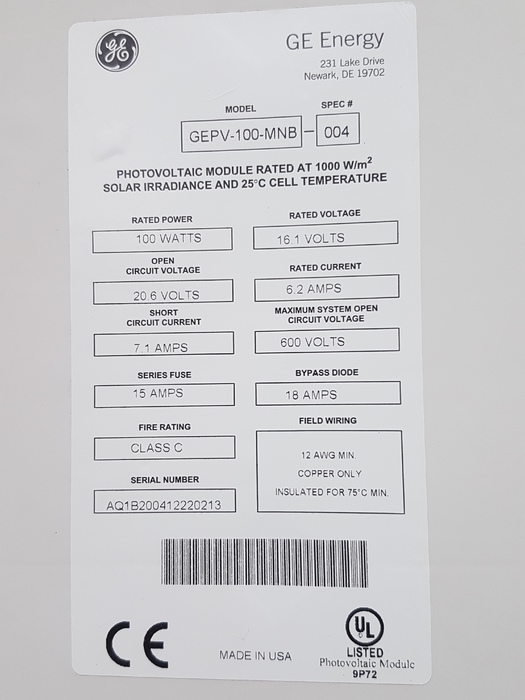 GE
GE Energy
231 Lake Drive
Newark, DE 19702
MODEL
SPEC #
GEPV-100-MNB - 004
PHOTOVOLTAIC MODULE RATED AT 1000 W/m²
SOLAR IRRADIANCE AND 25°C CELL TEMPERATURE
RATED POWER
100 WATTS
RATED VOLTAGE
16.1 VOLTS
OPEN
CIRCUIT VOLTAGE
20.6 VOLTS
RATED CURRENT
6.2 AMPS
SHORT
CIRCUIT CURRENT
7.1 AMPS
MAXIMUM SYSTEM OPEN
CIRCUIT VOLTAGE
600 VOLTS
SERIES FUSE
15 AMPS
BYPASS DIODE
18 AMPS
FIRE RATING
CLASS C
FIELD WIRING
12 AWG MIN.
COPPER ONLY
INSULATED FOR 75°C MIN.
SERIAL NUMBER
AQ1B200412220213
CE
MADE IN USA
UL
LISTED
Photovoltaic Module
9P72